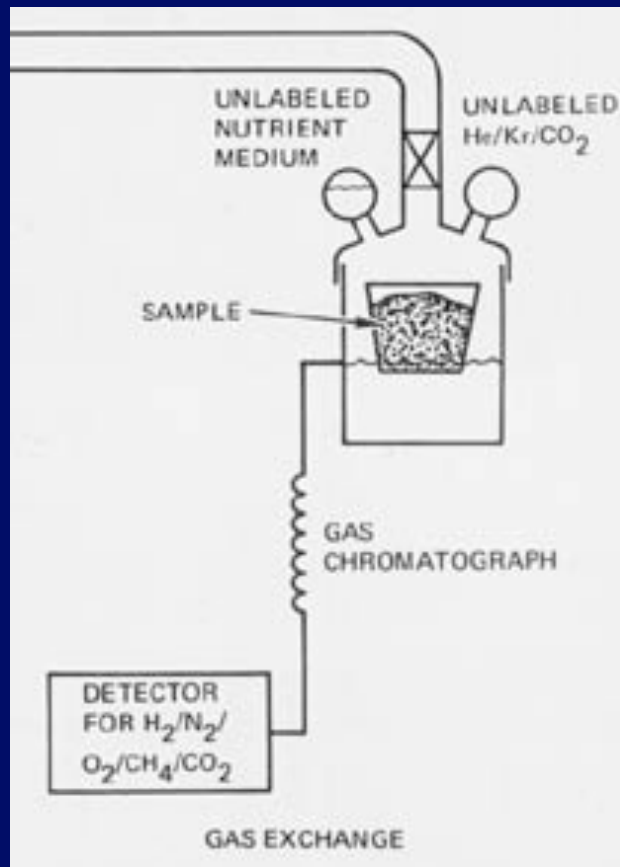 UNLABELED
NUTRIENT
MEDIUM
UNLABELED
He/Kr/CO₂
SAMPLE
GAS
CHROMATOGRAPH
DETECTOR
FOR H₂/N₂/
O₂/CH₄/CO₂
GAS EXCHANGE